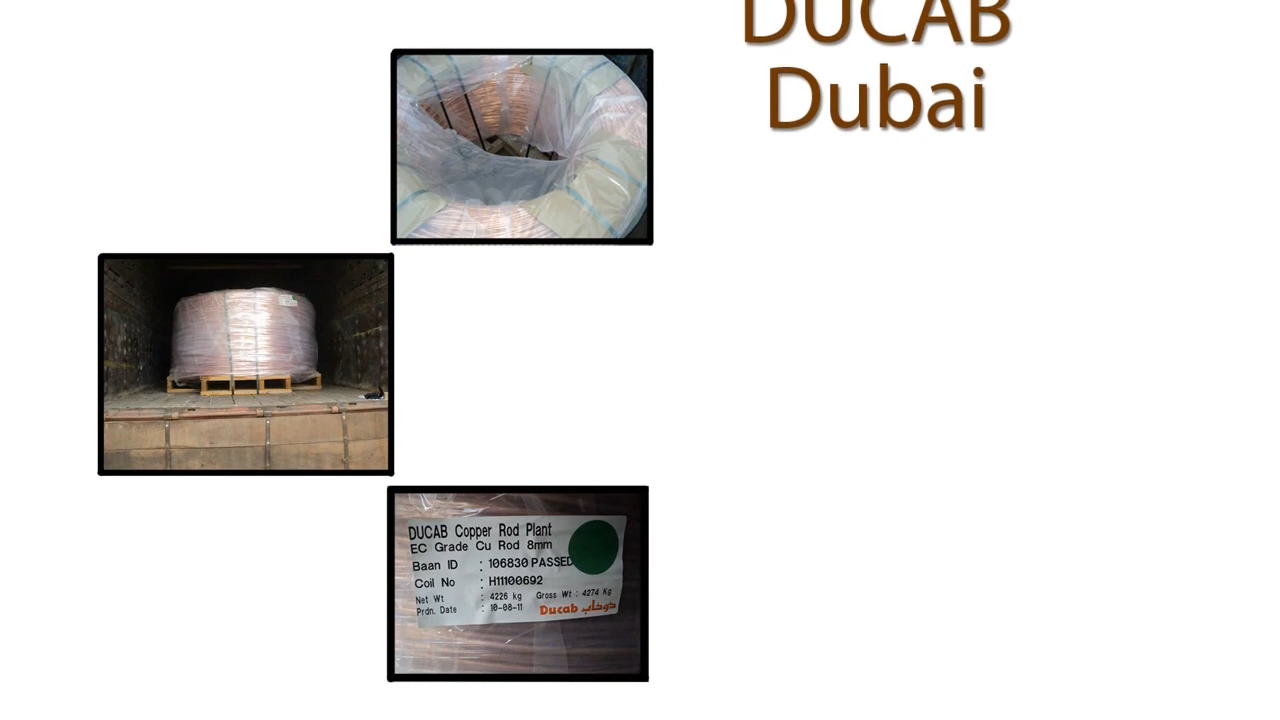 DUCAB
Dubai
DUCAB Copper Rod Plant
EC Grade Cu Rod 8mm
Baan ID : 106830 PASSED
Coil No : H11100692
Net Wt : 4226 kg Gross Wt : 4274 Kg
Prdn. Date : 10-08-11 Ducab دوكاب